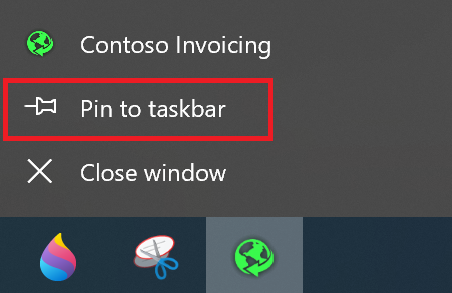 Contoso Invoicing
Pin to taskbar
Close window